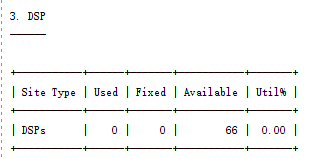 3. DSP
------
+-----------+------+-------+-----------+-------+
| Site Type | Used | Fixed | Available | Util% |
+-----------+------+-------+-----------+-------+
| DSPs      |    0 |     0 |        66 |  0.00 |
+-----------+------+-------+-----------+-------+